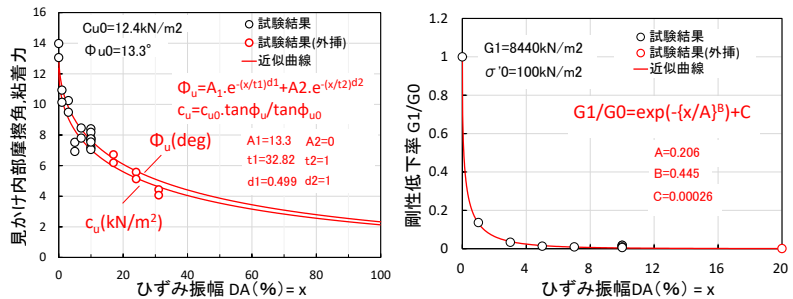 見かけ内部摩擦角,粘着力
16
14
12
10
8
6
4
2
0
Cu0=12.4kN/m2
Φu0=13.3°
試験結果
試験結果(外挿)
近似曲線
Φu=A1.e-(x/t1)d1+A2.e-(x/t2)d2
cu=cu0.tanϕu/tanϕu0
Φu(deg)
A1=13.3 A2=0
t1=32.82 t2=1
d1=0.499 d2=1
cu(kN/m2)
0 20 40 60 80 100
ひずみ振幅 DA(%) = x
剛性低下率 G1/G0
1.2
1
0.8
0.6
0.4
0.2
0
G1=8440kN/m2
σ'0=100kN/m2
試験結果
試験結果(外挿)
近似曲線
G1/G0=exp(-{x/A}B)+C
A=0.206
B=0.445
C=0.00026
0 4 8 12 16 20
ひずみ振幅DA(%) = x